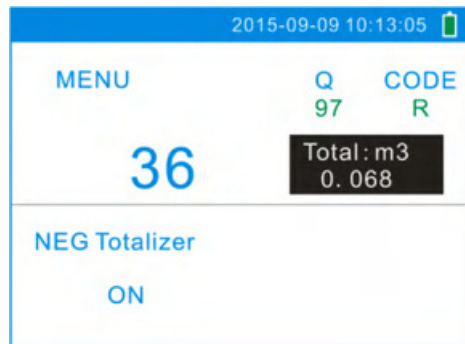 2015-09-09 10:13:05
MENU Q CODE
97 R
36 Total: m3
0. 068
NEG Totalizer
ON